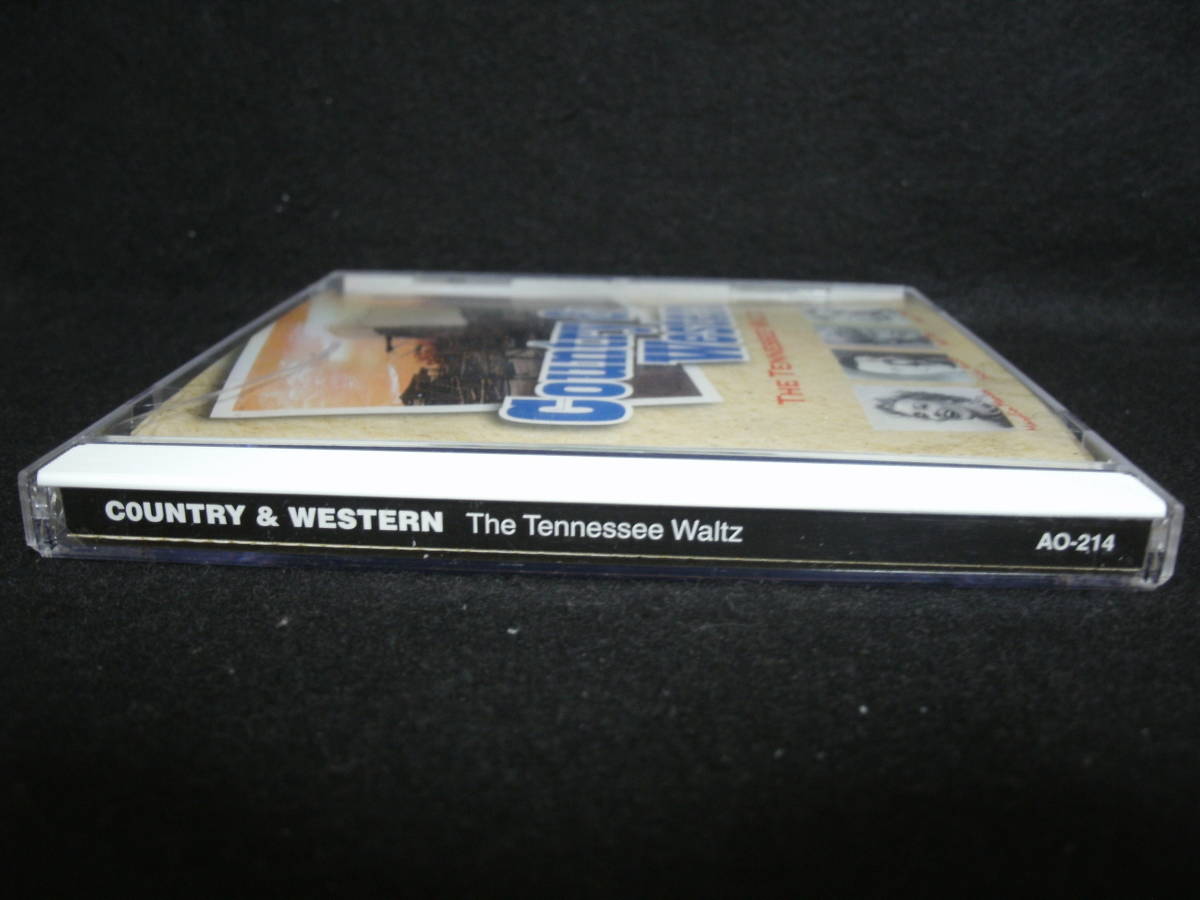 Country &
Western
THE TENNESSEE WALTZ
COUNTRY & WESTERN The Tennessee Waltz AO-214